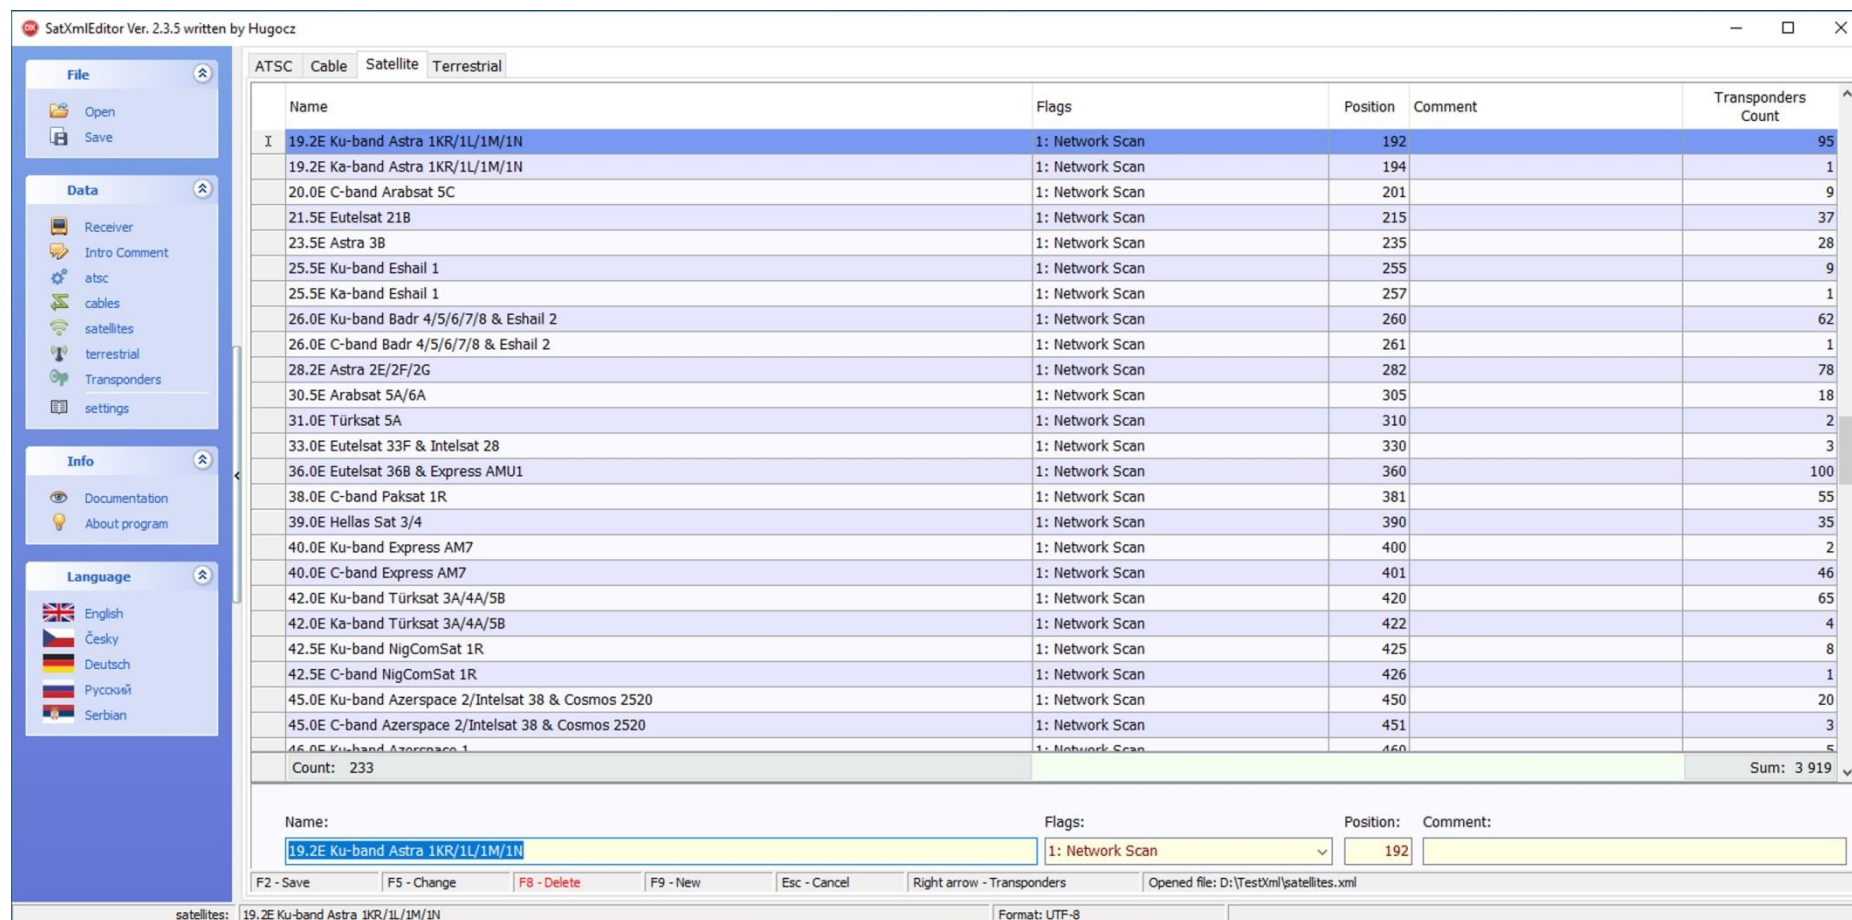 SatXmlEditor Ver. 2.3.5 written by Hugocz
File
Open
Save
Data
Receiver
Intro Comment
atsc
cables
satellites
terrestrial
Transponders
settings
Info
Documentation
About program
Language
English
Česky
Deutsch
Русский
Serbian
ATSC Cable Satellite Terrestrial
Name Flags Position Comment Transponders Count
19.2E Ku-band Astra 1KR/1L/1M/1N 1: Network Scan 192 95
19.2E Ka-band Astra 1KR/1L/1M/1N 1: Network Scan 194 1
20.0E C-band Arabsat 5C 1: Network Scan 201 9
21.5E Eutelsat 21B 1: Network Scan 215 37
23.5E Astra 3B 1: Network Scan 235 28
25.5E Ku-band Eshail 1 1: Network Scan 255 9
25.5E Ka-band Eshail 1 1: Network Scan 257 1
26.0E Ku-band Badr 4/5/6/7/8 & Eshail 2 1: Network Scan 260 62
26.0E C-band Badr 4/5/6/7/8 & Eshail 2 1: Network Scan 261 1
28.2E Astra 2E/2F/2G 1: Network Scan 282 78
30.5E Arabsat 5A/6A 1: Network Scan 305 18
31.0E Türksat 5A 1: Network Scan 310 2
33.0E Eutelsat 33F & Intelsat 28 1: Network Scan 330 3
36.0E Eutelsat 36B & Express AMU1 1: Network Scan 360 100
38.0E C-band Paksat 1R 1: Network Scan 381 55
39.0E Hellas Sat 3/4 1: Network Scan 390 35
40.0E Ku-band Express AM7 1: Network Scan 400 2
40.0E C-band Express AM7 1: Network Scan 401 46
42.0E Ku-band Türksat 3A/4A/5B 1: Network Scan 420 65
42.0E Ka-band Türksat 3A/4A/5B 1: Network Scan 422 4
42.5E Ku-band NigComSat 1R 1: Network Scan 425 8
42.5E C-band NigComSat 1R 1: Network Scan 426 1
45.0E Ku-band Azerspace 2/Intelsat 38 & Cosmos 2520 1: Network Scan 450 20
45.0E C-band Azerspace 2/Intelsat 38 & Cosmos 2520 1: Network Scan 451 3
46.0E Ku-band Azerspace 1 1: Network Scan 460 5
Count: 233 Sum: 3 919
Name: Flags: Position: Comment:
19.2E Ku-band Astra 1KR/1L/1M/1N 1: Network Scan 192
F2 - Save F5 - Change F8 - Delete F9 - New Esc - Cancel Right arrow - Transponders Opened file: D:\TestXml\satellites.xml
satellites: 19.2E Ku-band Astra 1KR/1L/1M/1N Format: UTF-8